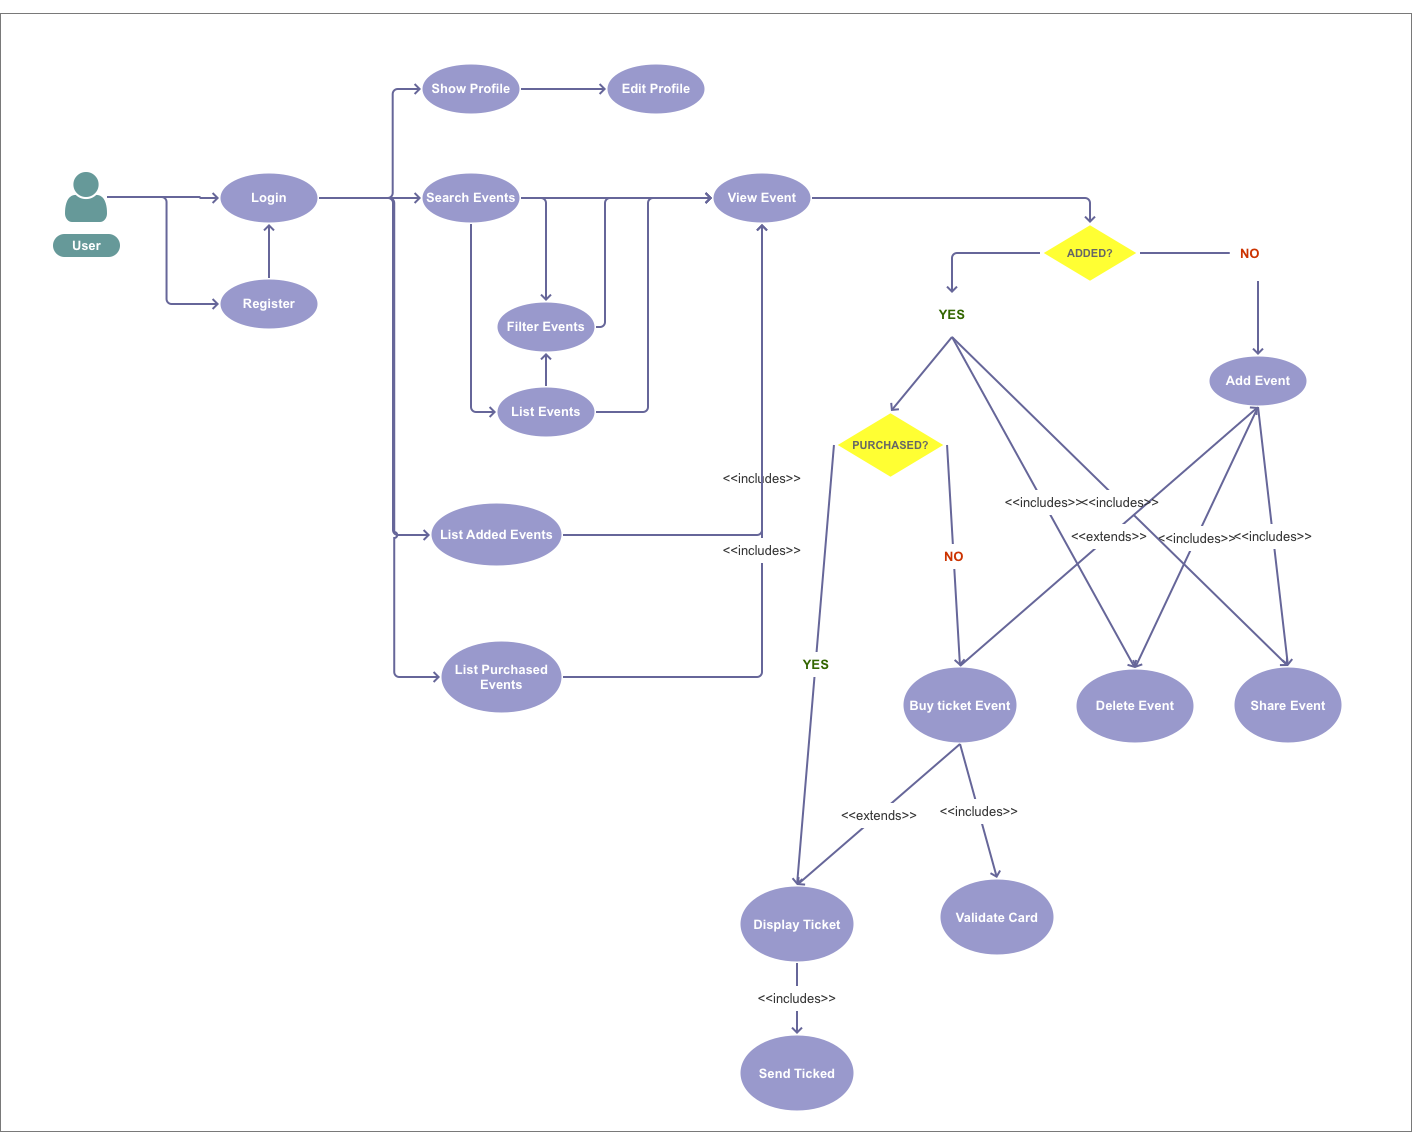 Show Profile
Edit Profile
Login
Search Events
View Event
User
ADDED?
NO
Register
YES
Filter Events
Add Event
List Events
PURCHASED?
<<includes>>
<<includes>>
<<includes>>
List Added Events
<<extends>>
<<includes>>
<<includes>>
<<includes>>
NO
YES
List Purchased
Events
Buy ticket Event
Delete Event
Share Event
<<extends>>
<<includes>>
Display Ticket
Validate Card
<<includes>>
Send Ticked